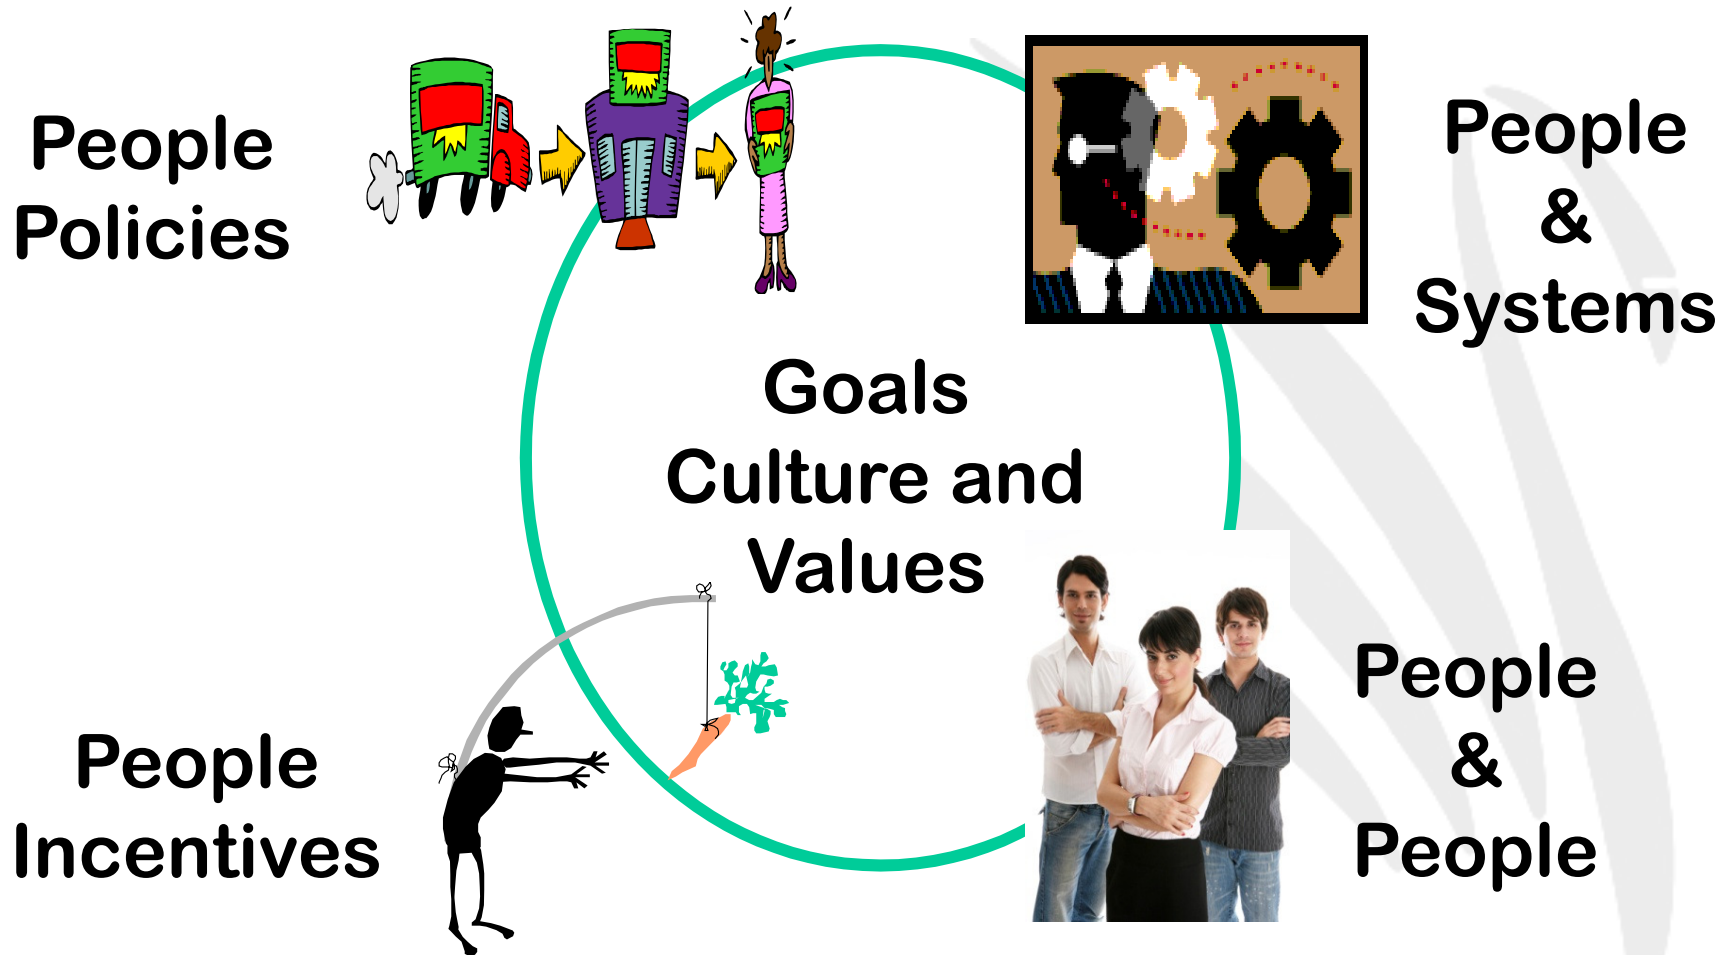 People
Policies
People
&
Systems
Goals
Culture and
Values
People
Incentives
People
&
People